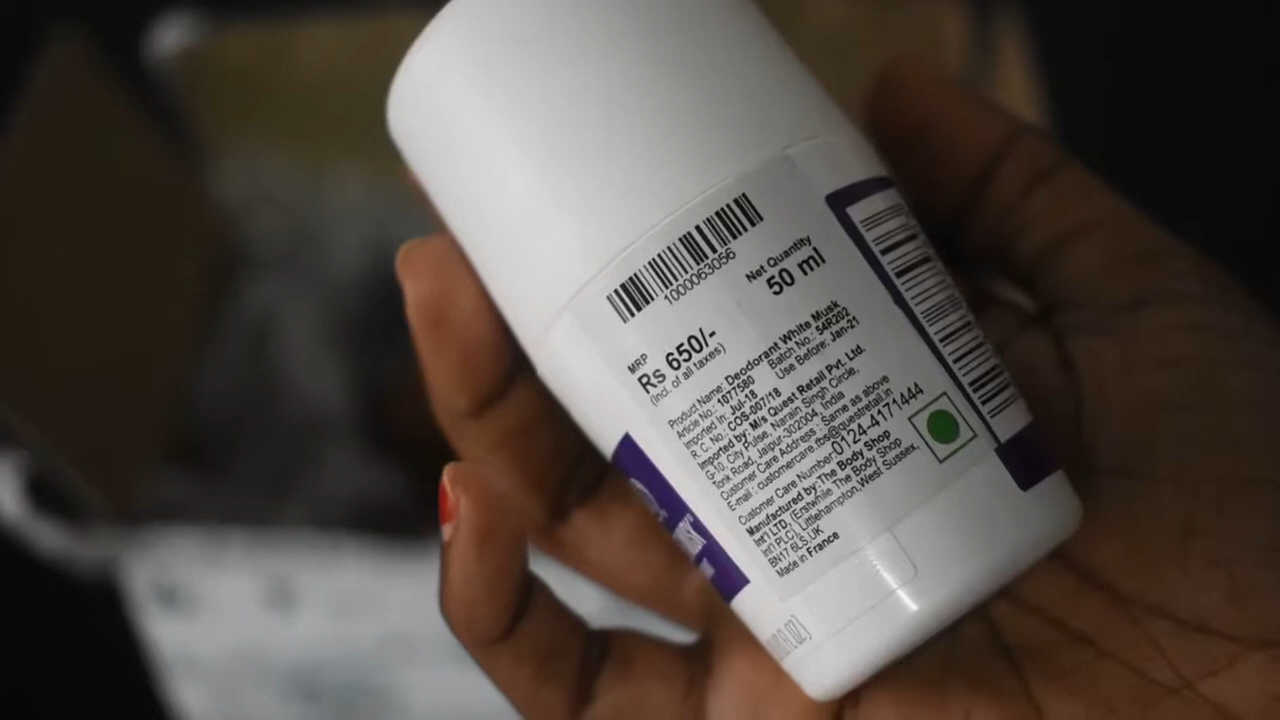 1000063056
Net Quantity
50 ml
MRP
Rs 650/-
(incl. of all taxes)
Product Name: Deodorant White Musk
Article No.: 1077580 Batch No.: 54R202
Imported in: Jul-18 Use Before: Jan-21
R. C. No.: COS-007/18
Imported by: M/s Quest Retail Pvt. Ltd.
G-10, City Pulse, Narain Singh Circle,
Tonk Road, Jaipur-302004, India
Customer Care Address : Same as above
E-mail : customercare.tbs@questretail.in
Customer Care Number-0124-4171444
Manufactured by:The Body Shop
Int'l LTD., (Erstwhile The Body Shop
Int'l PLC) Littlehampton,West Sussex,
BN17 6LS,UK
Made in France